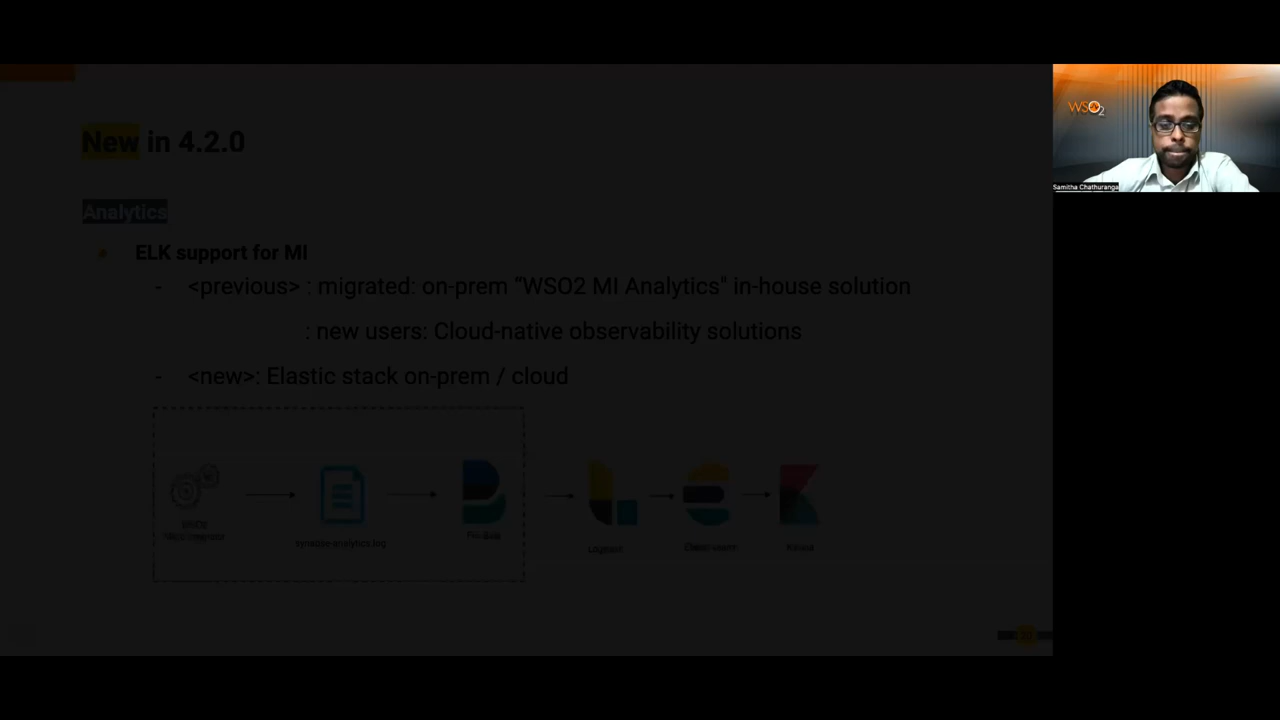 WSO2
Samitha Chathuranga
New in 4.2.0
Analytics
ELK support for MI
- <previous> : migrated: on-prem “WSO2 MI Analytics" in-house solution
: new users: Cloud-native observability solutions
- <new>: Elastic stack on-prem / cloud
synapse-analytics.log